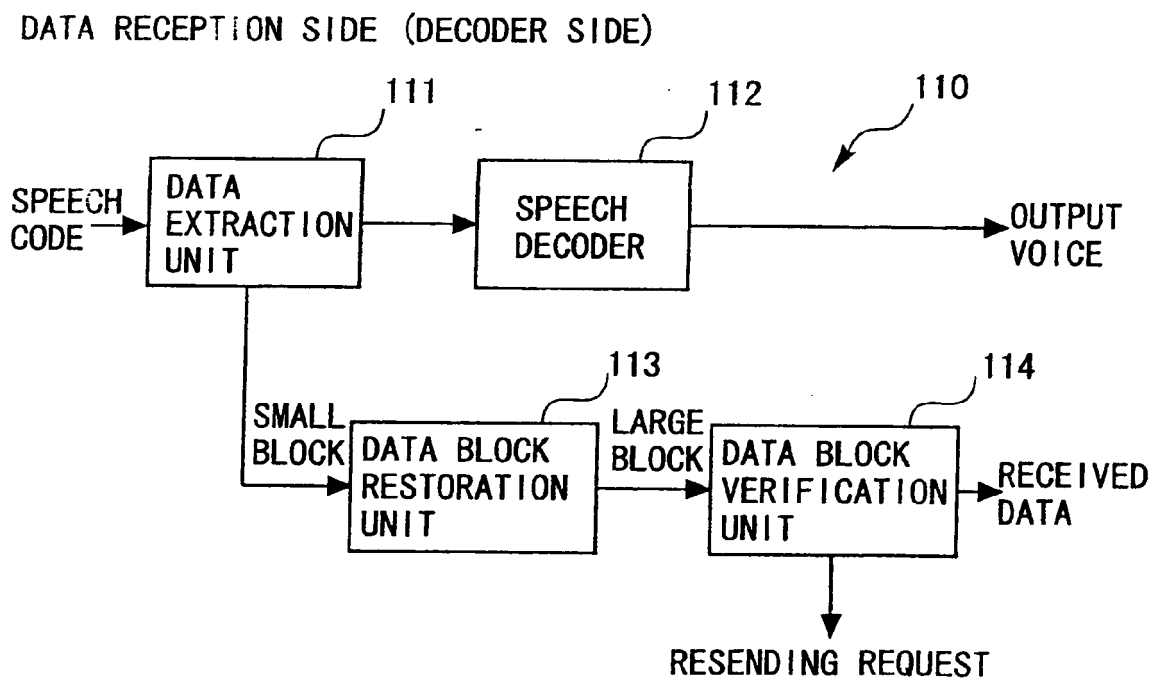 DATA RECEPTION SIDE (DECODER SIDE)
111
112
110
SPEECH
CODE
DATA
EXTRACTION
UNIT
SPEECH
DECODER
OUTPUT
VOICE
113
114
SMALL
BLOCK
DATA BLOCK
RESTORATION
UNIT
LARGE
BLOCK
DATA BLOCK
VERIFICATION
UNIT
RECEIVED
DATA
RESENDING REQUEST